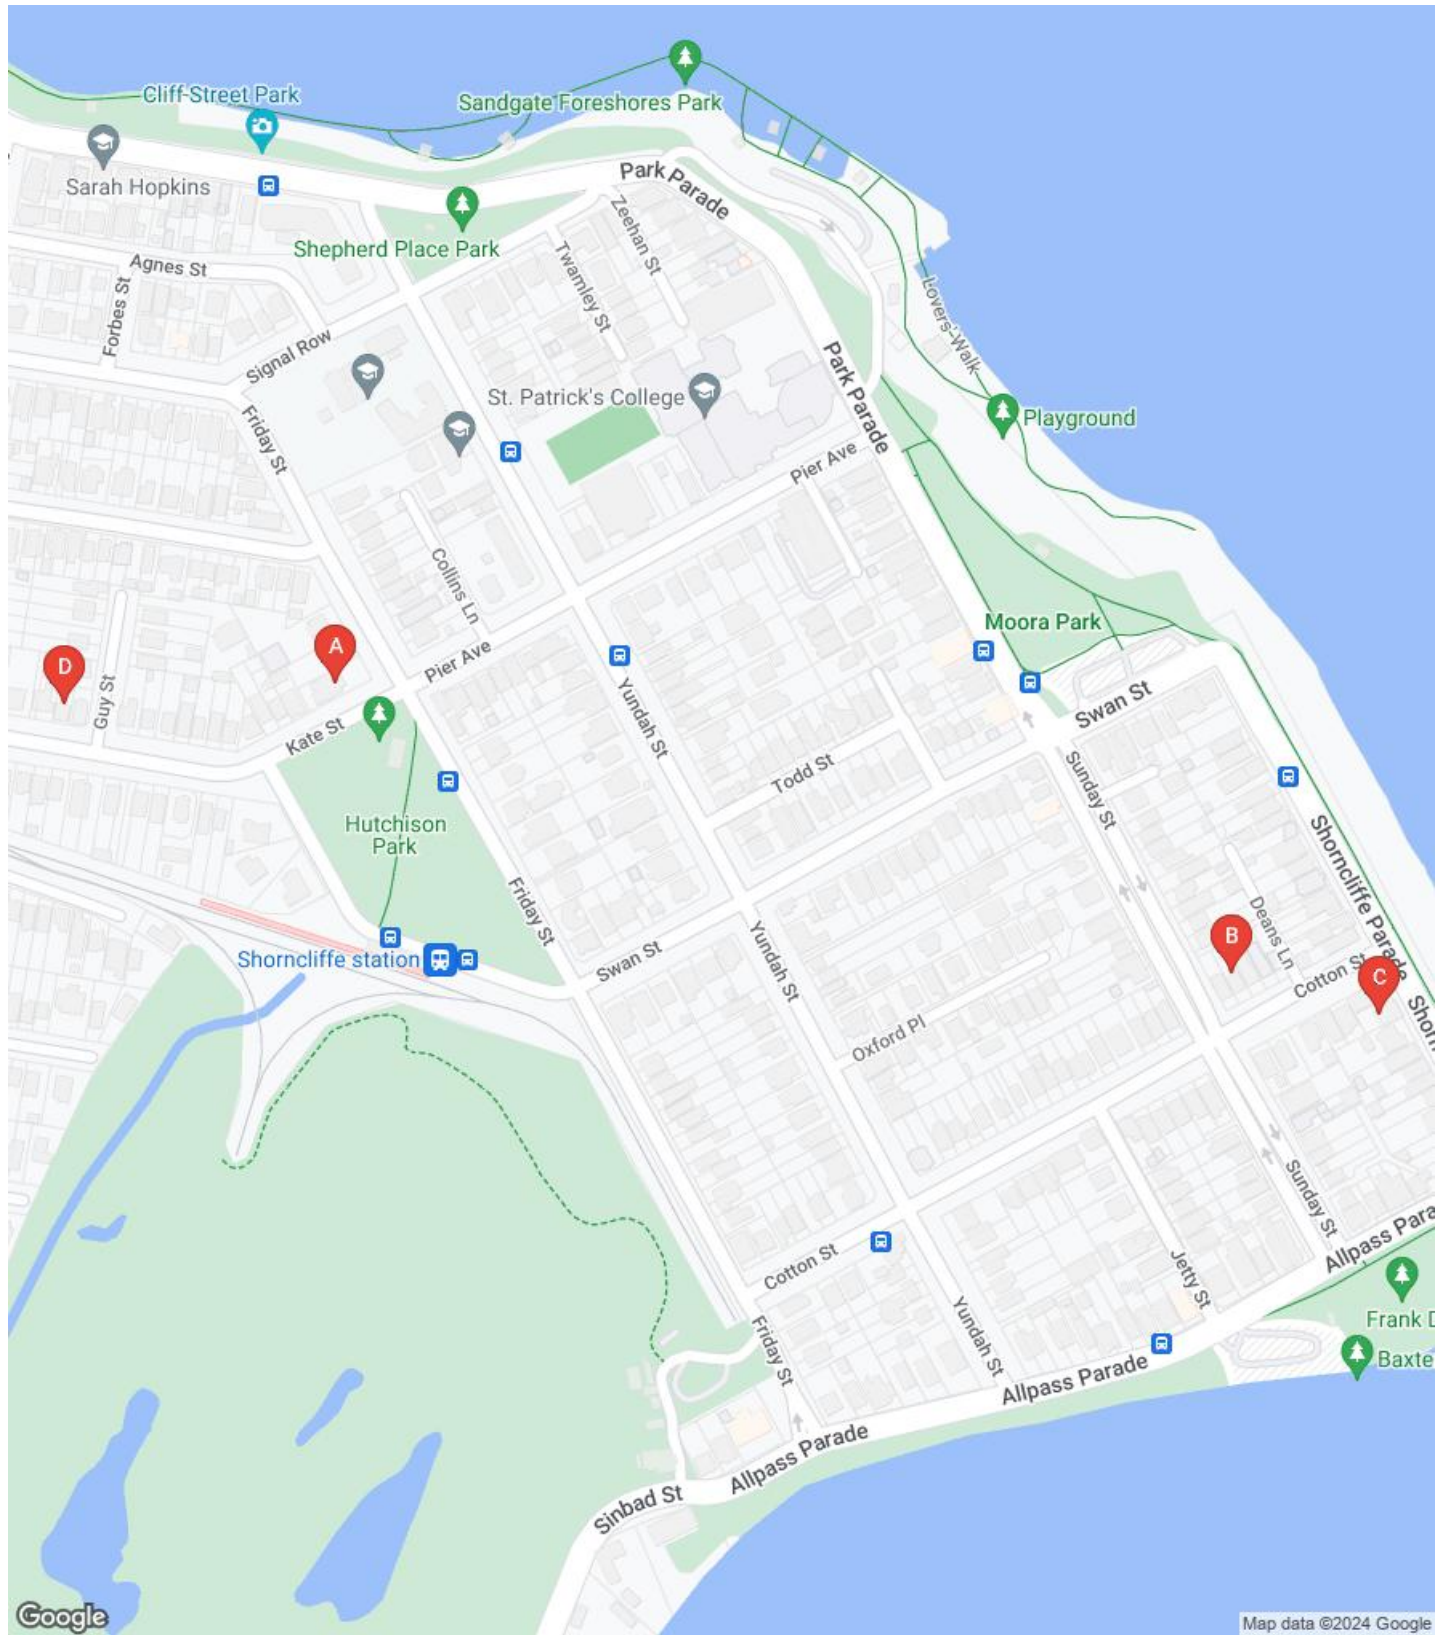 Cliff Street Park
Sandgate Foreshores Park
Sarah Hopkins
Park Parade
Shepherd Place Park
Zeehan St
Agnes St
Twamley St
Forbes St
Lovers' Walk
Signal Row
Park Parade
St. Patrick's College
Playground
Friday St
Pier Ave
Collins Ln
Moora Park
A
D
Pier Ave
Guy St
Kate St
Yundah St
Swan St
Todd St
Sunday St
Hutchison
Park
Shorncliffe Parade
Friday St
Deans Ln
B
Shorncliffe station
Swan St
Yundah St
Cotton St
C
Shorn
Oxford Pl
Sunday St
Cotton St
Jetty St
Allpass Para
Frank D
Friday St
Yundah St
Baxte
Allpass Parade
Allpass Parade
Sinbad St
Google
Map data ©2024 Google